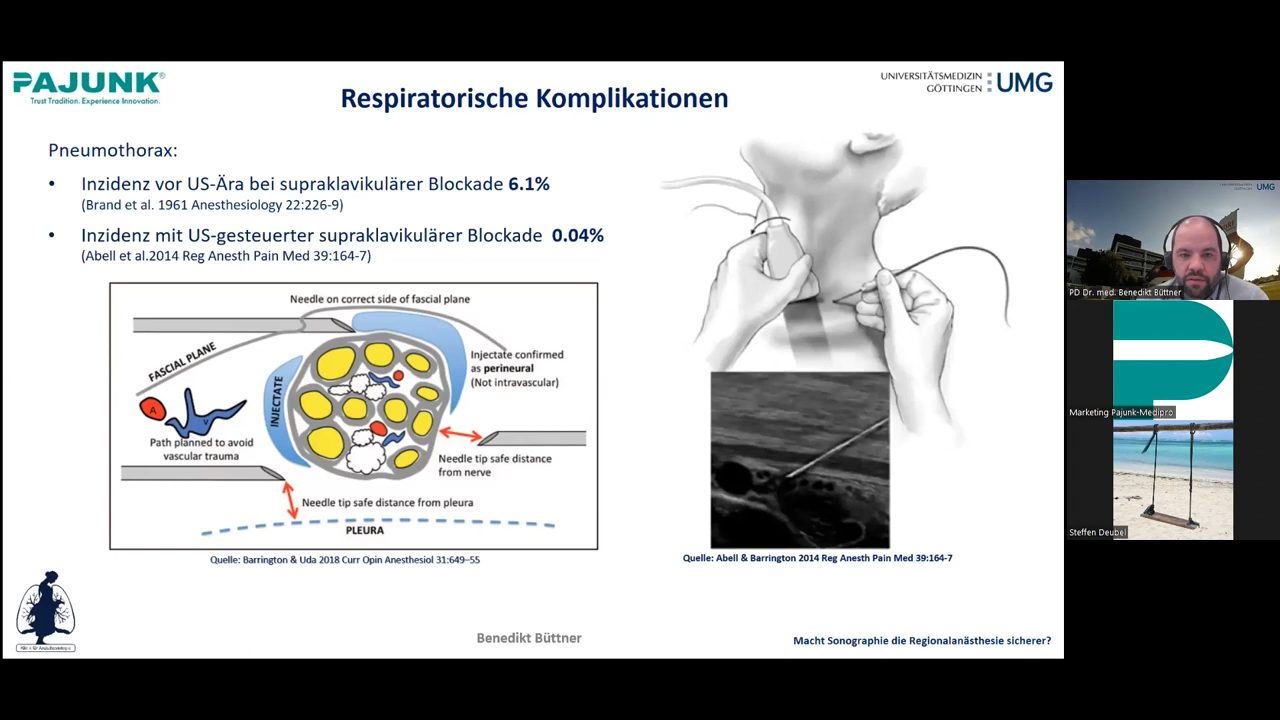 PAJUNK®
Trust Tradition. Experience Innovation.
Respiratorische Komplikationen
UNIVERSITÄTSMEDIZIN
GÖTTINGEN
UMG
Pneumothorax:
• Inzidenz vor US-Ära bei supraklavikulärer Blockade 6.1%
(Brand et al. 1961 Anesthesiology 22:226-9)
• Inzidenz mit US-gesteuerter supraklavikulärer Blockade 0.04%
(Abell et al.2014 Reg Anesth Pain Med 39:164-7)
Needle on correct side of fascial plane
FASCIAL PLANE
Injectate confirmed
as perineural
(Not intravascular)
INJECTATE
A
V
Path planned to avoid
vascular trauma
Needle tip safe distance
from nerve
Needle tip safe distance from pleura
PLEURA
Quelle: Barrington & Uda 2018 Curr Opin Anesthesiol 31:649–55
Quelle: Abell & Barrington 2014 Reg Anesth Pain Med 39:164-7
Benedikt Büttner
Macht Sonographie die Regionalanästhesie sicherer?
UMG
PD Dr. med. Benedikt Büttner
Marketing Pajunk-Medipro
Steffen Deubel